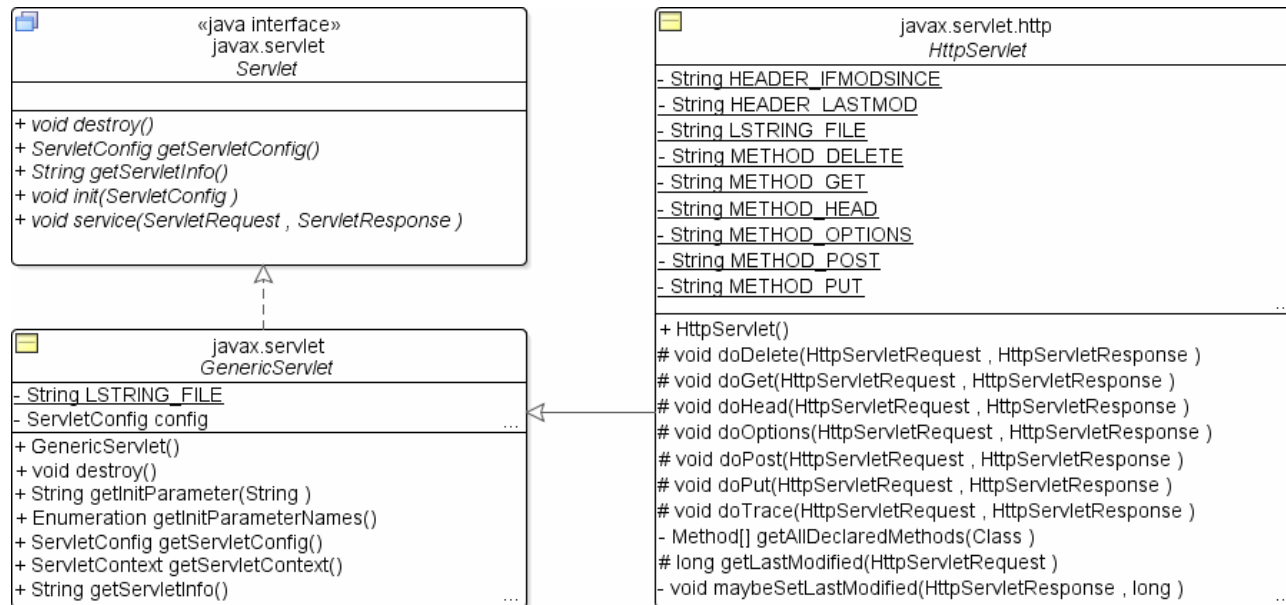 «java interface»
javax.servlet
Servlet
+ void destroy()
+ ServletConfig getServletConfig()
+ String getServletInfo()
+ void init(ServletConfig )
+ void service(ServletRequest , ServletResponse )
javax.servlet
GenericServlet
- String LSTRING_FILE
- ServletConfig config
...
+ GenericServlet()
+ void destroy()
+ String getInitParameter(String )
+ Enumeration getInitParameterNames()
+ ServletConfig getServletConfig()
+ ServletContext getServletContext()
+ String getServletInfo()
...
javax.servlet.http
HttpServlet
- String HEADER_IFMODSINCE
- String HEADER_LASTMOD
- String LSTRING_FILE
- String METHOD_DELETE
- String METHOD_GET
- String METHOD_HEAD
- String METHOD_OPTIONS
- String METHOD_POST
- String METHOD_PUT
...
+ HttpServlet()
# void doDelete(HttpServletRequest , HttpServletResponse )
# void doGet(HttpServletRequest , HttpServletResponse )
# void doHead(HttpServletRequest , HttpServletResponse )
# void doOptions(HttpServletRequest , HttpServletResponse )
# void doPost(HttpServletRequest , HttpServletResponse )
# void doPut(HttpServletRequest , HttpServletResponse )
# void doTrace(HttpServletRequest , HttpServletResponse )
- Method[] getAllDeclaredMethods(Class )
# long getLastModified(HttpServletRequest )
- void maybeSetLastModified(HttpServletResponse , long )
...